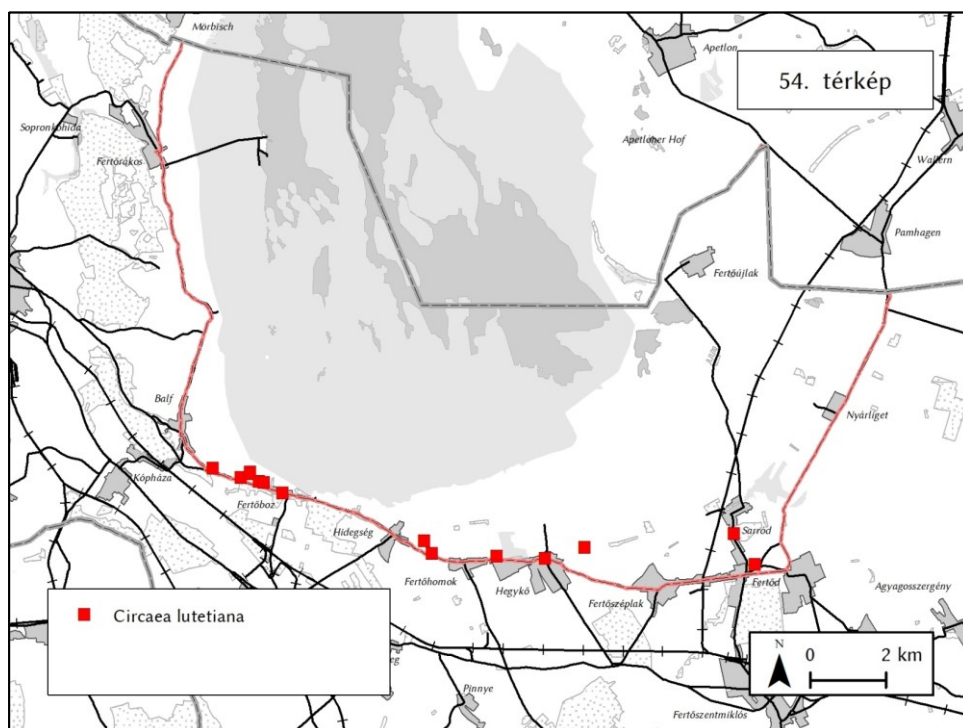 Mörbisch
Apetlon
54. térkép
Sopronkőhida
Fertőrákos
Apetloner Hof
Wallern
Pamhagen
Fertőújlak
Balf
Nyárliget
Kópháza
Fertőboz
Hidegség
Sarród
Fertőhomok
Hegykő
Fertőd
Fertőszéplak
Agyagosszergény
Circaea lutetiana
N
0 2 km
Pinnye
Fertőszentmiklós